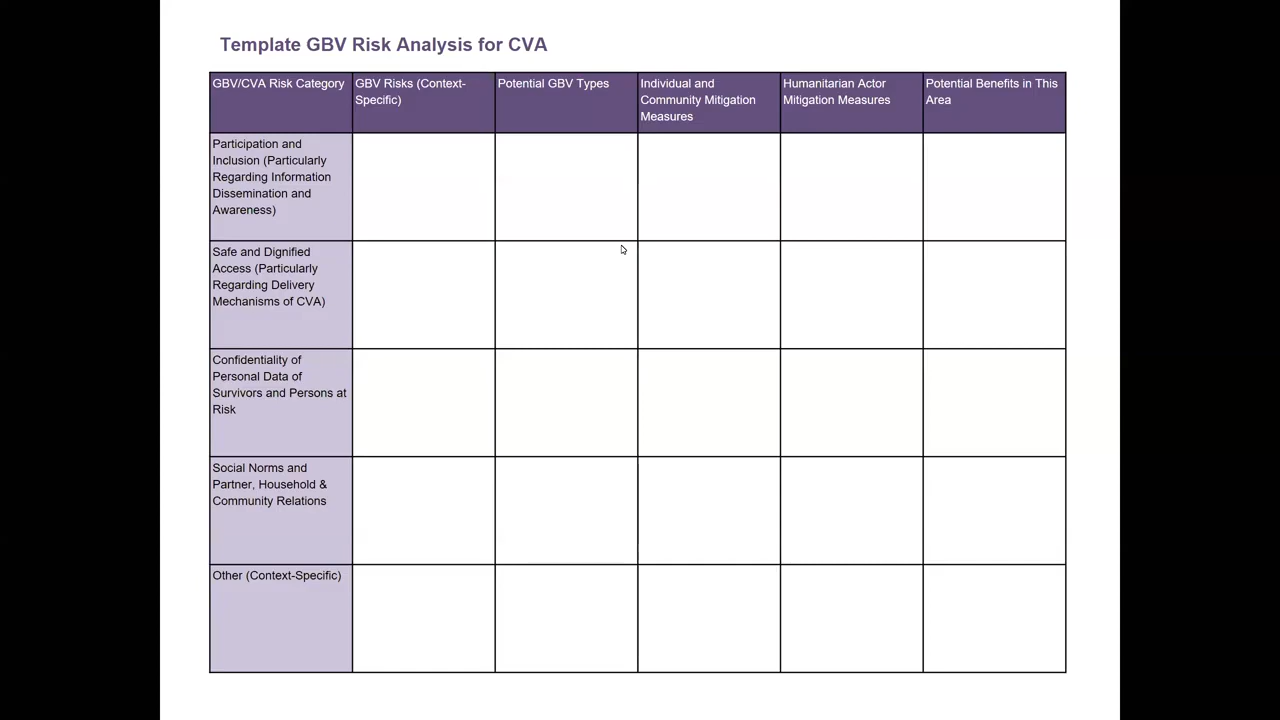 Template GBV Risk Analysis for CVA
GBV/CVA Risk Category
GBV Risks (Context-
Specific)
Potential GBV Types
Individual and
Community Mitigation
Measures
Humanitarian Actor
Mitigation Measures
Potential Benefits in This
Area
Participation and
Inclusion (Particularly
Regarding Information
Dissemination and
Awareness)
Safe and Dignified
Access (Particularly
Regarding Delivery
Mechanisms of CVA)
Confidentiality of
Personal Data of
Survivors and Persons at
Risk
Social Norms and
Partner, Household &
Community Relations
Other (Context-Specific)